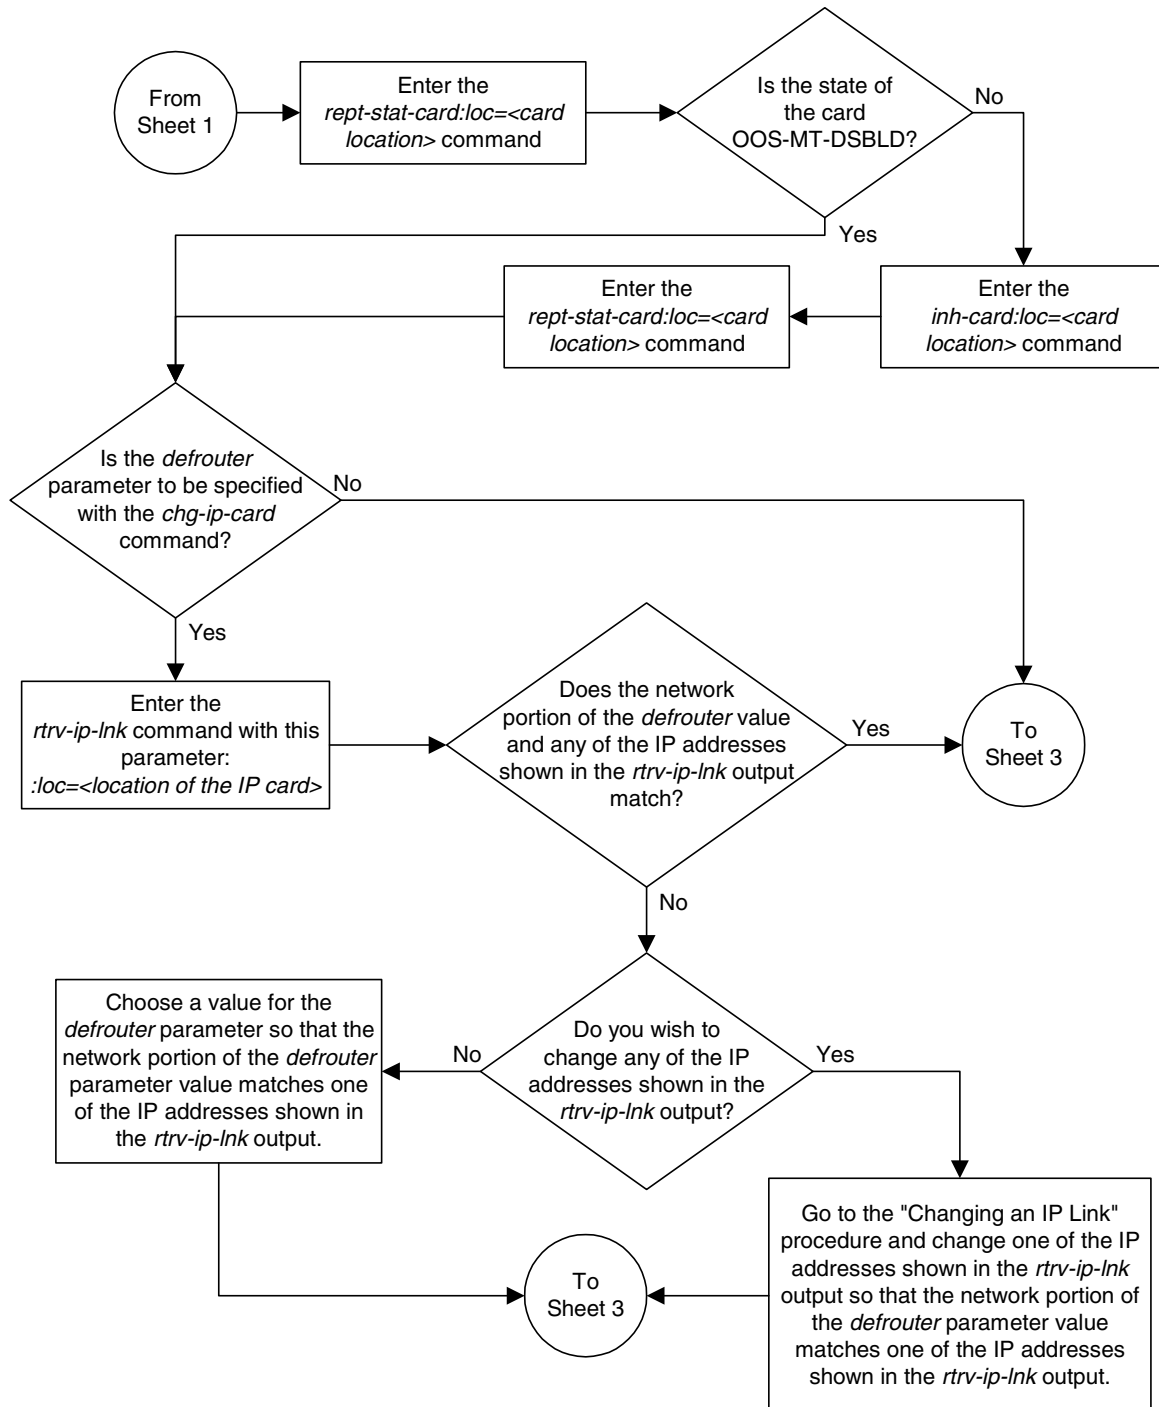 From
Sheet 1
Enter the
rept-stat-card:loc=<card
location> command
Is the state of
the card
OOS-MT-DSBLD?
No
Yes
Enter the
rept-stat-card:loc=<card
location> command
Enter the
inh-card:loc=<card
location> command
Is the defrouter
parameter to be specified
with the chg-ip-card
command?
No
Yes
Enter the
rtrv-ip-lnk command with this
parameter:
:loc=<location of the IP card>
Does the network
portion of the defrouter value
and any of the IP addresses
shown in the rtrv-ip-lnk output
match?
Yes
To
Sheet 3
No
Choose a value for the
defrouter parameter so that the
network portion of the defrouter
parameter value matches one
of the IP addresses shown in
the rtrv-ip-lnk output.
No
Do you wish to
change any of the IP
addresses shown in the
rtrv-ip-lnk output?
Yes
To
Sheet 3
Go to the "Changing an IP Link"
procedure and change one of the IP
addresses shown in the rtrv-ip-lnk
output so that the network portion of
the defrouter parameter value
matches one of the IP addresses
shown in the rtrv-ip-lnk output.